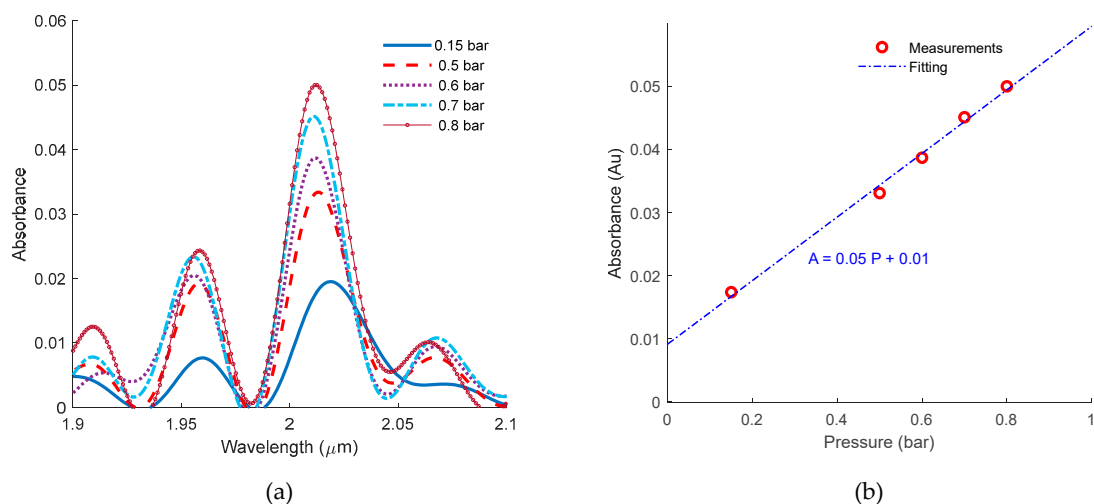 0.06
0.05
0.04
0.03
0.02
0.01
0
Absorbance
1.9
1.95
2
2.05
2.1
Wavelength (μm)
0.15 bar
0.5 bar
0.6 bar
0.7 bar
0.8 bar
(a)
0.05
0.04
0.03
0.02
0.01
0
Absorbance (Au)
0
0.2
0.4
0.6
0.8
1
Pressure (bar)
Measurements
Fitting
A = 0.05 P + 0.01
(b)